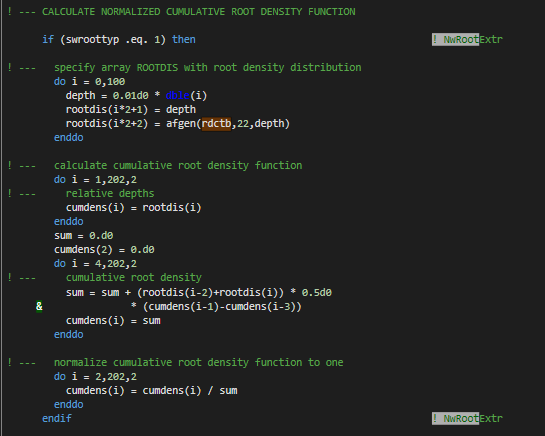 ! --- CALCULATE NORMALIZED CUMULATIVE ROOT DENSITY FUNCTION
if (swroottyp .eq. 1) then ! NwRootExtr
! --- specify array ROOTDIS with root density distribution
do i = 0,100
depth = 0.01d0 * dble(i)
rootdis(i*2+1) = depth
rootdis(i*2+2) = afgen(rdctb,22,depth)
enddo
! --- calculate cumulative root density function
do i = 1,202,2
! --- relative depths
cumdens(i) = rootdis(i)
enddo
sum = 0.d0
cumdens(2) = 0.d0
do i = 4,202,2
! --- cumulative root density
sum = sum + (rootdis(i-2)+rootdis(i)) * 0.5d0
& * (cumdens(i-1)-cumdens(i-3))
cumdens(i) = sum
enddo
! --- normalize cumulative root density function to one
do i = 2,202,2
cumdens(i) = cumdens(i) / sum
enddo
endif ! NwRootExtr